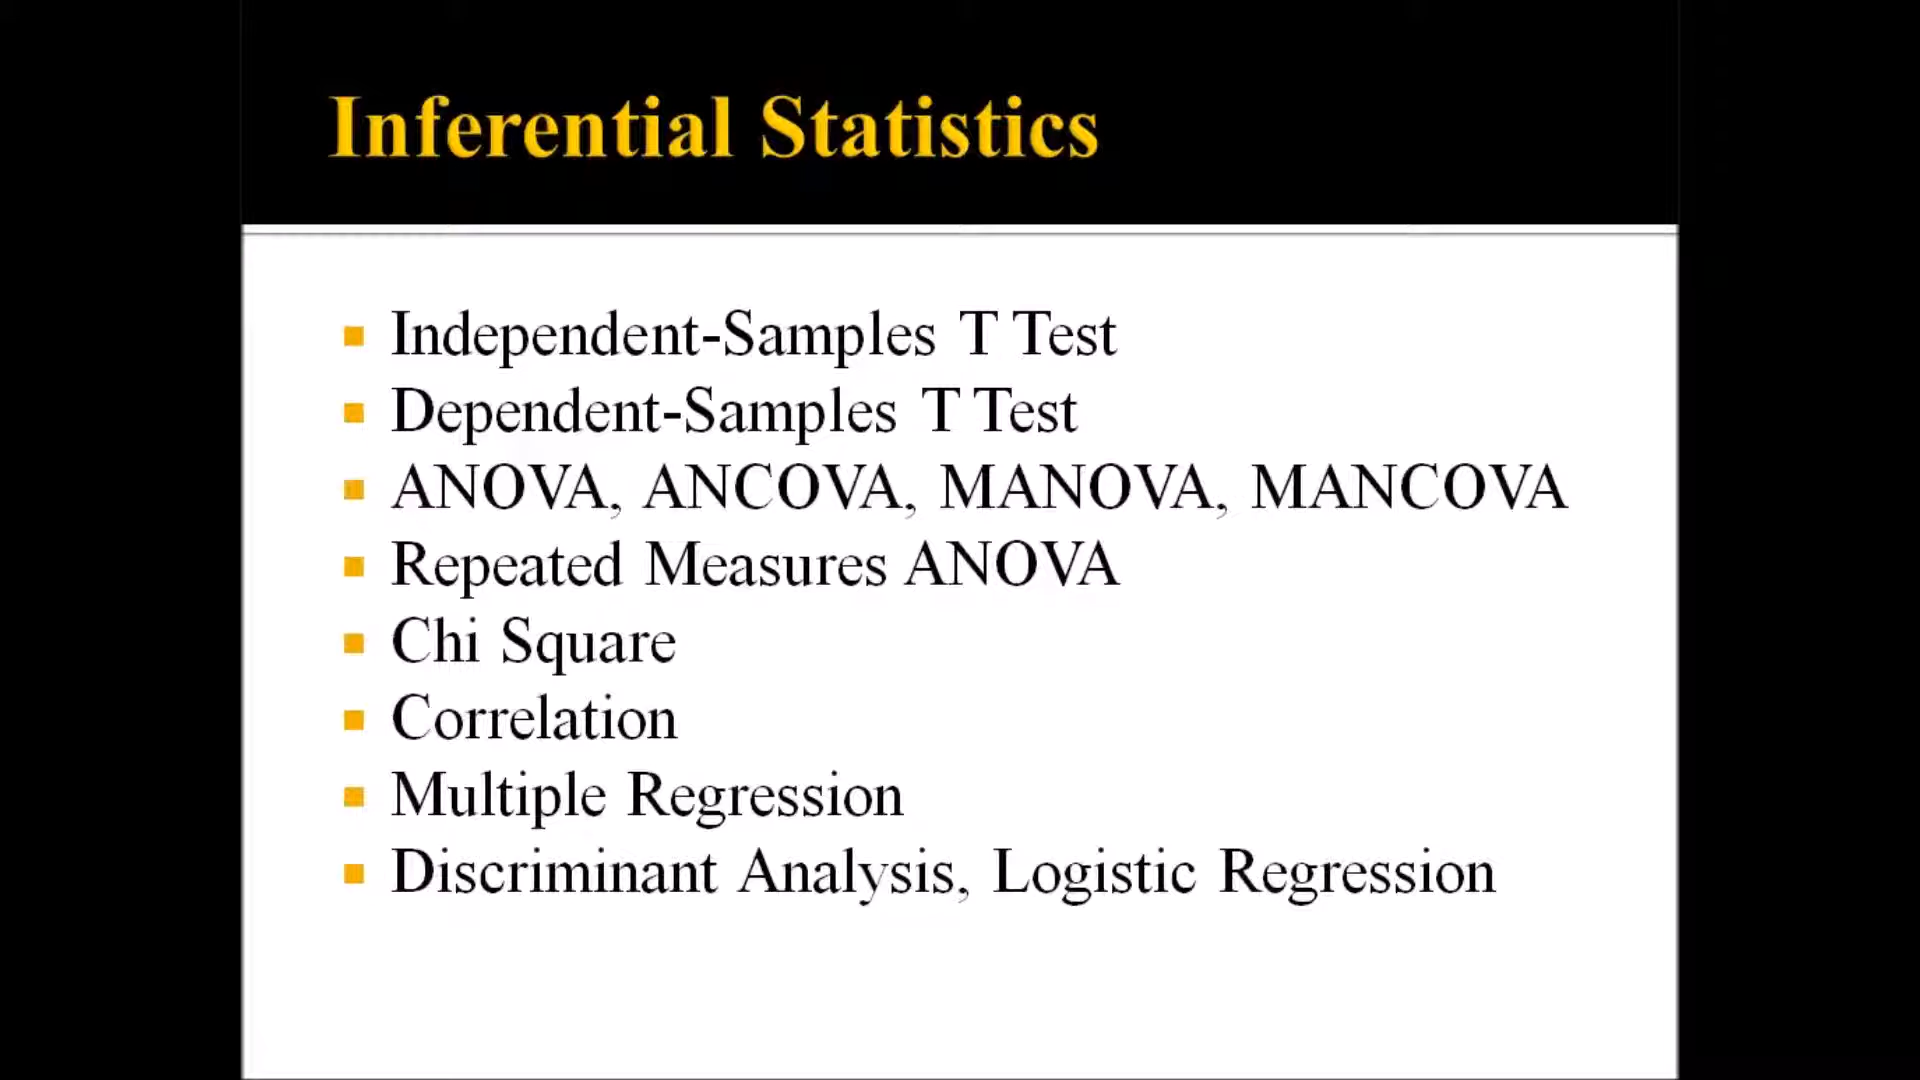 Inferential Statistics
Independent-Samples T Test
Dependent-Samples T Test
ANOVA, ANCOVA, MANOVA, MANCOVA
Repeated Measures ANOVA
Chi Square
Correlation
Multiple Regression
Discriminant Analysis, Logistic Regression